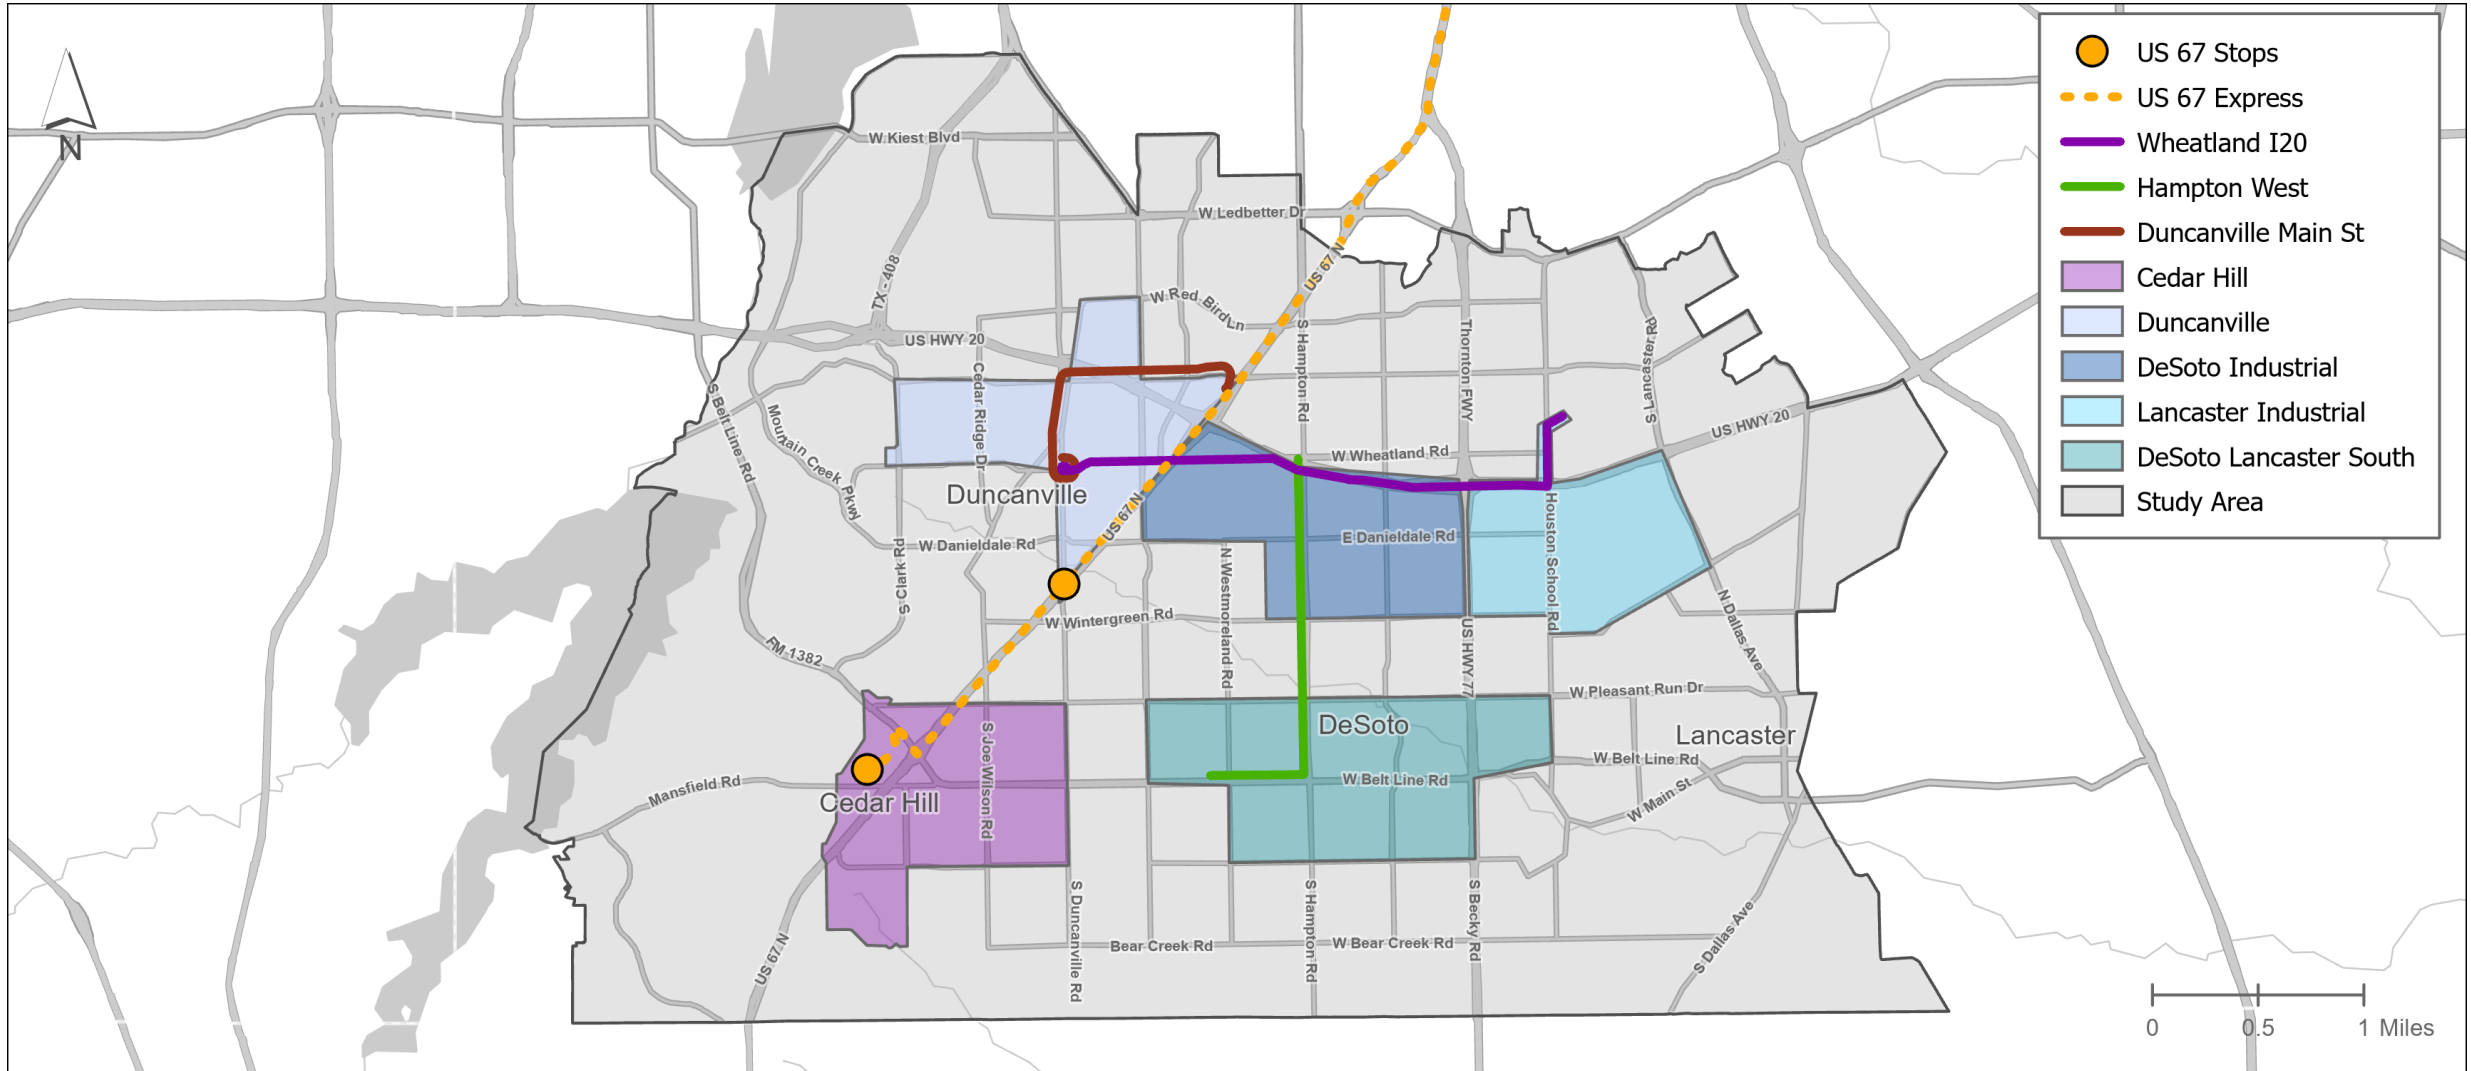 US 67 Stops
US 67 Express
Wheatland I20
Hampton West
Duncanville Main St
Cedar Hill
Duncanville
DeSoto Industrial
Lancaster Industrial
DeSoto Lancaster South
Study Area
N
W Kiest Blvd
W Ledbetter Dr
TX - 408
US 67 N
W Red Bird Ln
US HWY 20
S Hampton Rd
Thornton FWY
S Lancaster Rd
Cedar Ridge Dr
S Belt Line Rd
Mountain Creek Pkwy
US HWY 20
W Wheatland Rd
Duncanville
US 67 N
W Danieldale Rd
E Danieldale Rd
Houston School Rd
S Clark Rd
N Westmoreland Rd
W Wintergreen Rd
US HWY 77
N Dallas Ave
FM 1382
W Pleasant Run Dr
DeSoto
Lancaster
S Joe Wilson Rd
W Belt Line Rd
W Belt Line Rd
Mansfield Rd
Cedar Hill
W Main St
S Duncanville Rd
S Hampton Rd
S Becky Rd
Bear Creek Rd
W Bear Creek Rd
US 67 N
S Dallas Ave
0 0.5 1 Miles